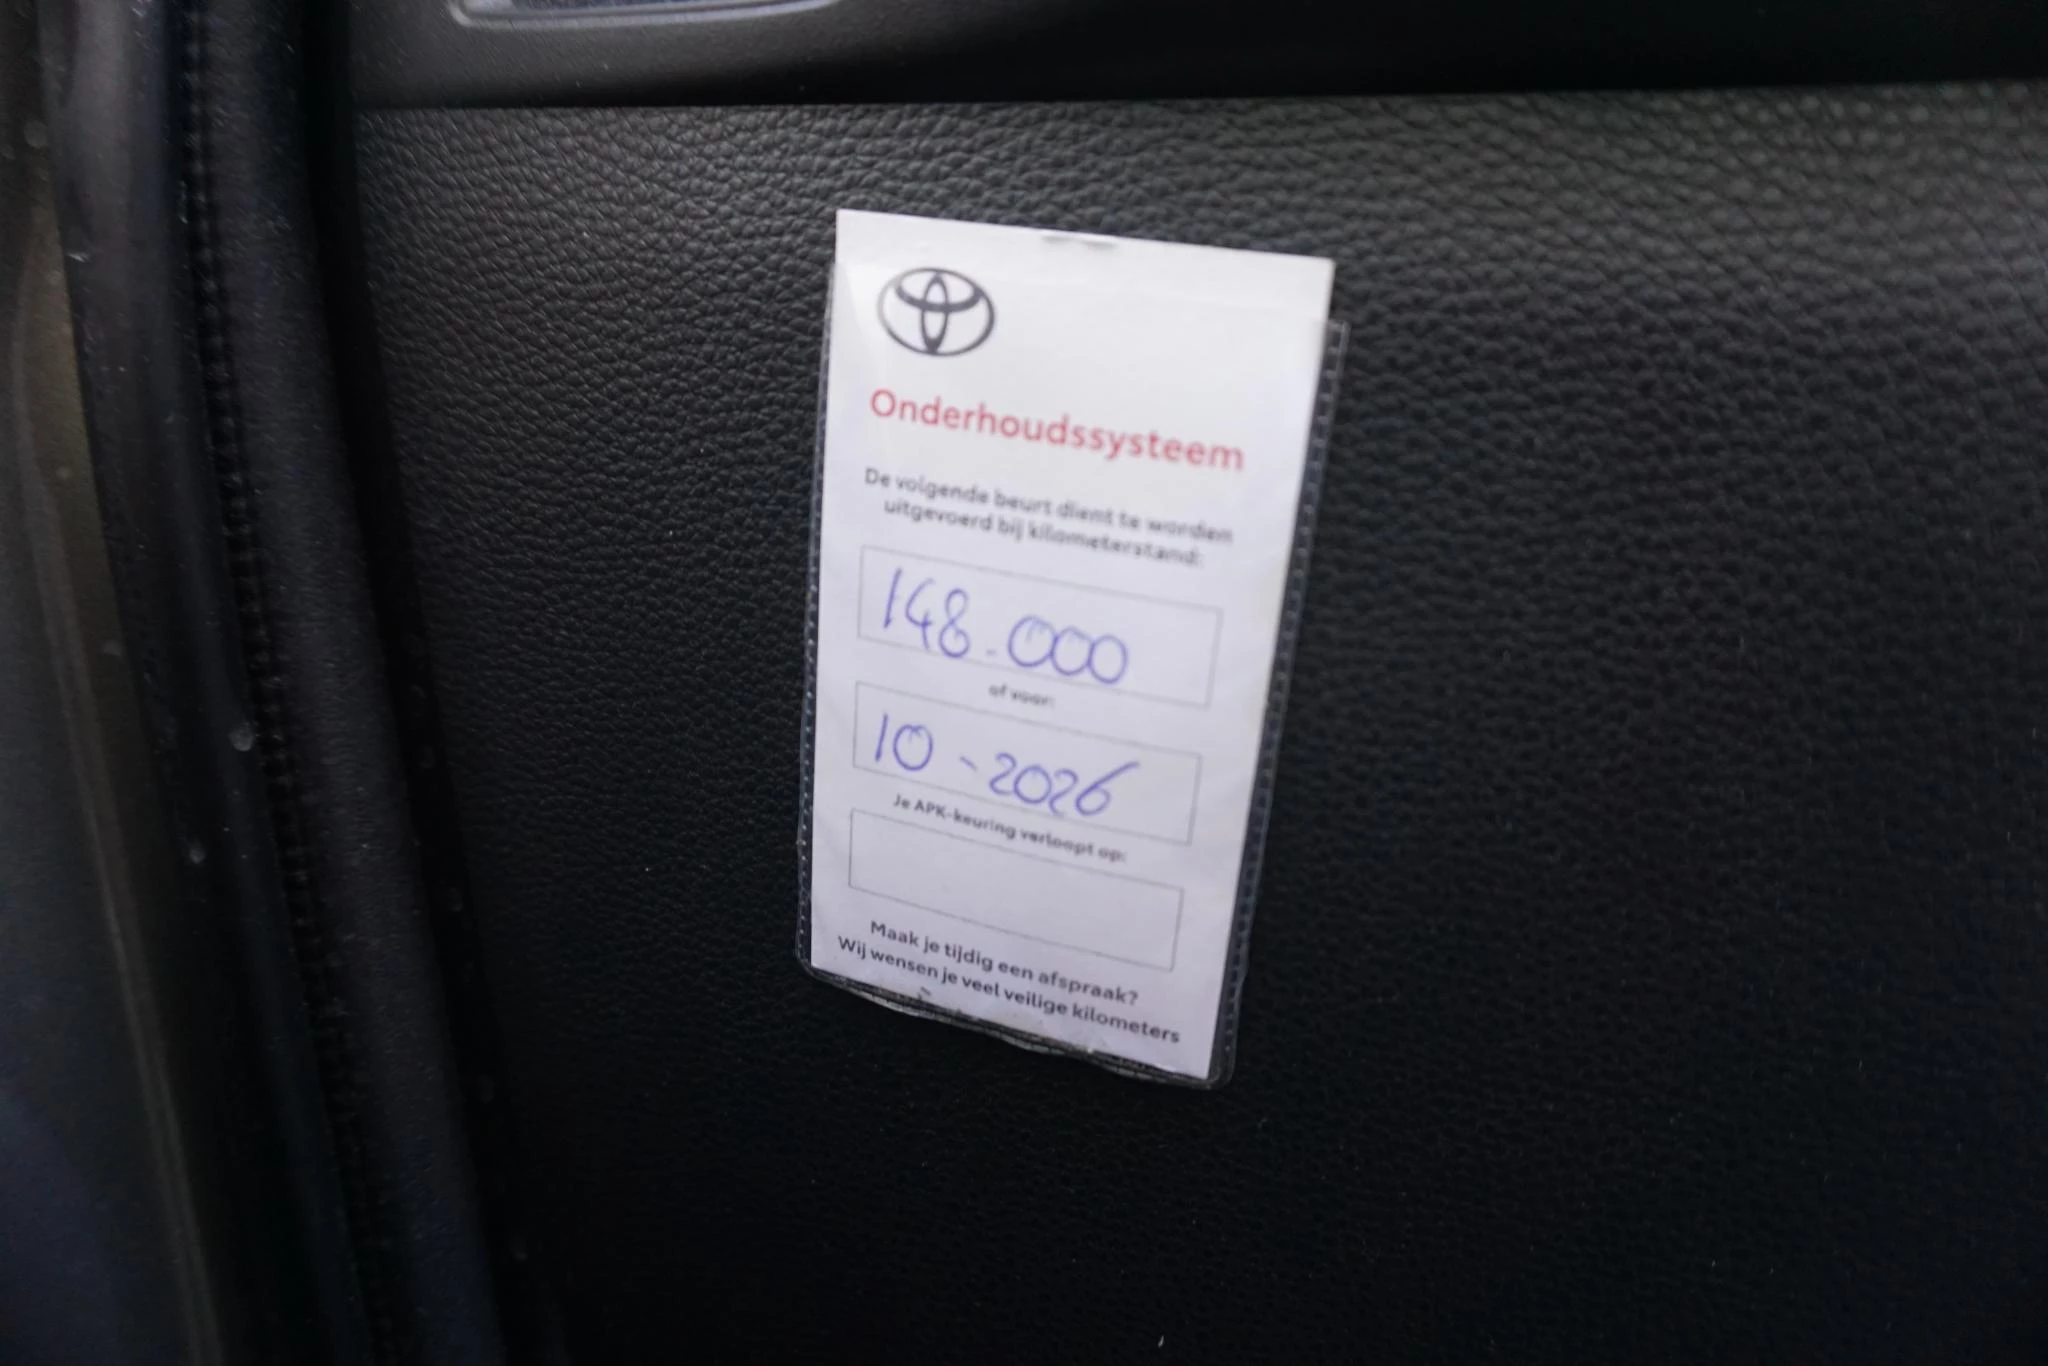 Onderhoudssysteem
De volgende beurt dient te worden
uitgevoerd bij kilometerstand:
148.000
of voor:
10-2026
Je APK-keuring verloopt op:
Maak je tijdig een afspraak?
Wij wensen je veel veilige kilometers